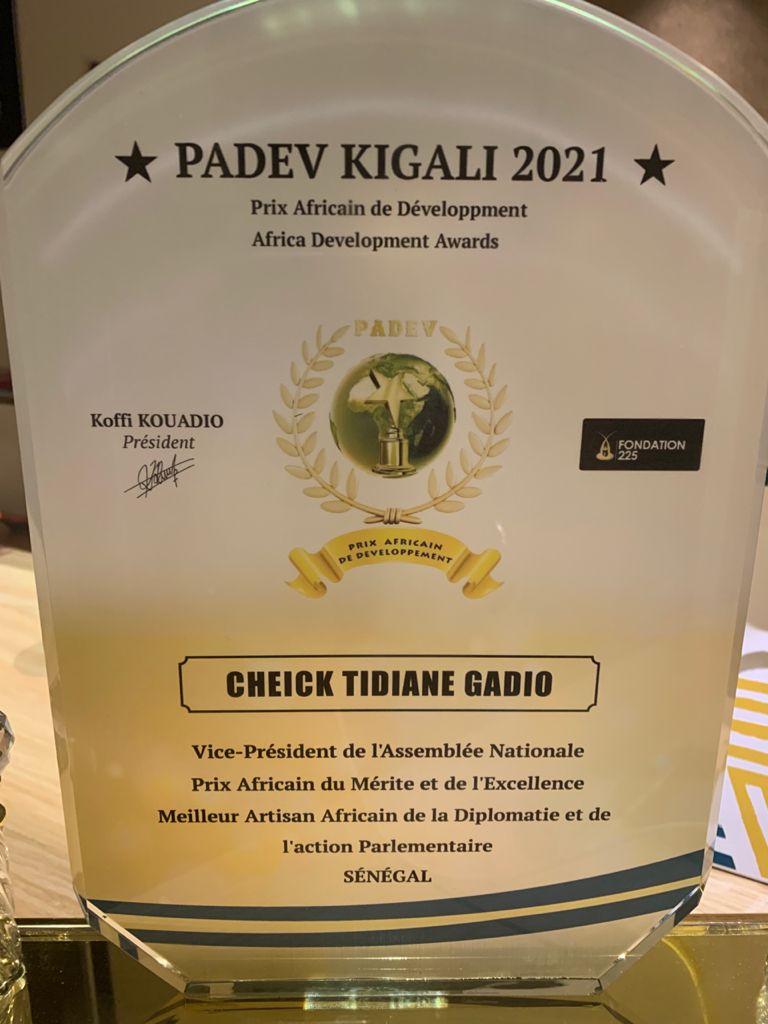 ★ PADEV KIGALI 2021 ★
Prix Africain de Développment
Africa Development Awards
PADEV
Koffi KOUADIO
Président
FONDATION
225
PRIX AFRICAIN
DE DEVELOPPEMENT
CHEICK TIDIANE GADIO
Vice-Président de l'Assemblée Nationale
Prix Africain du Mérite et de l'Excellence
Meilleur Artisan Africain de la Diplomatie et de
l'action Parlementaire
SÉNÉGAL